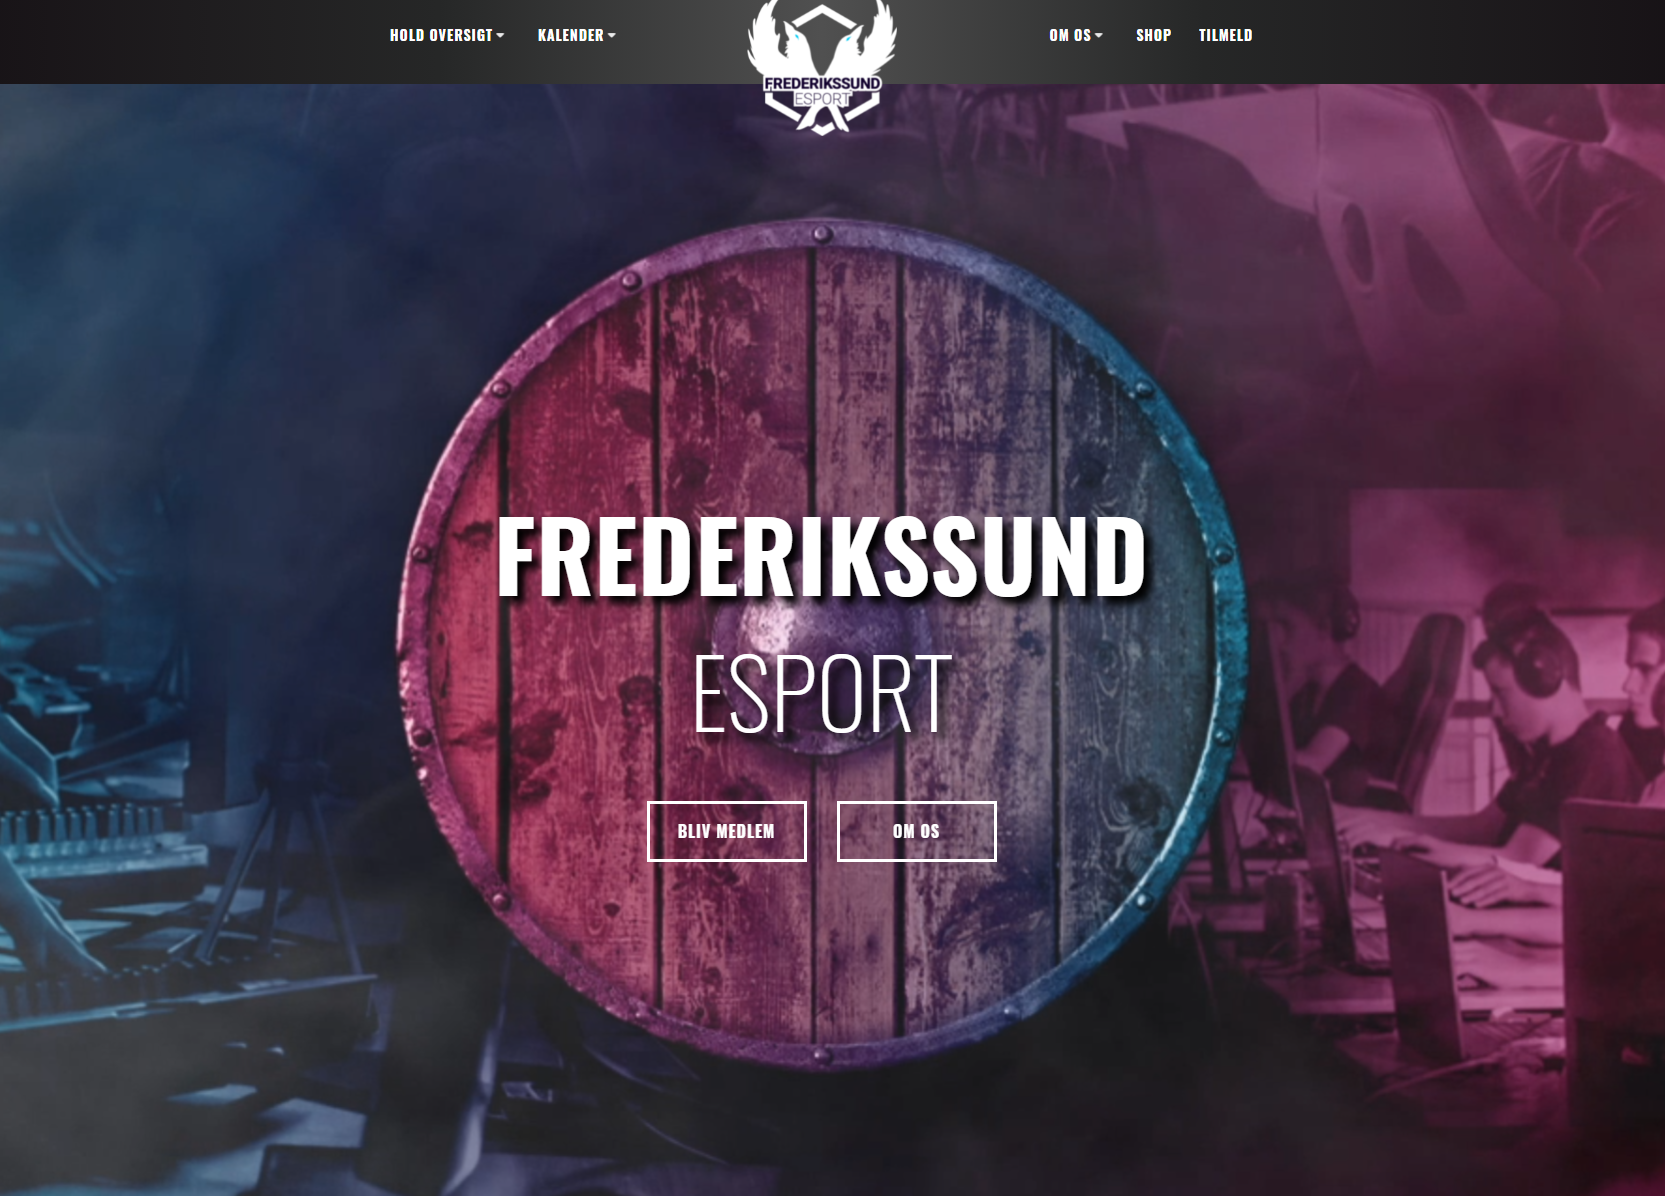 HOLD OVERSIGT KALENDER OM OS SHOP TILMELD
FREDERIKSSUND
ESPORT
FREDERIKSSUND
ESPORT
BLIV MEDLEM OM OS